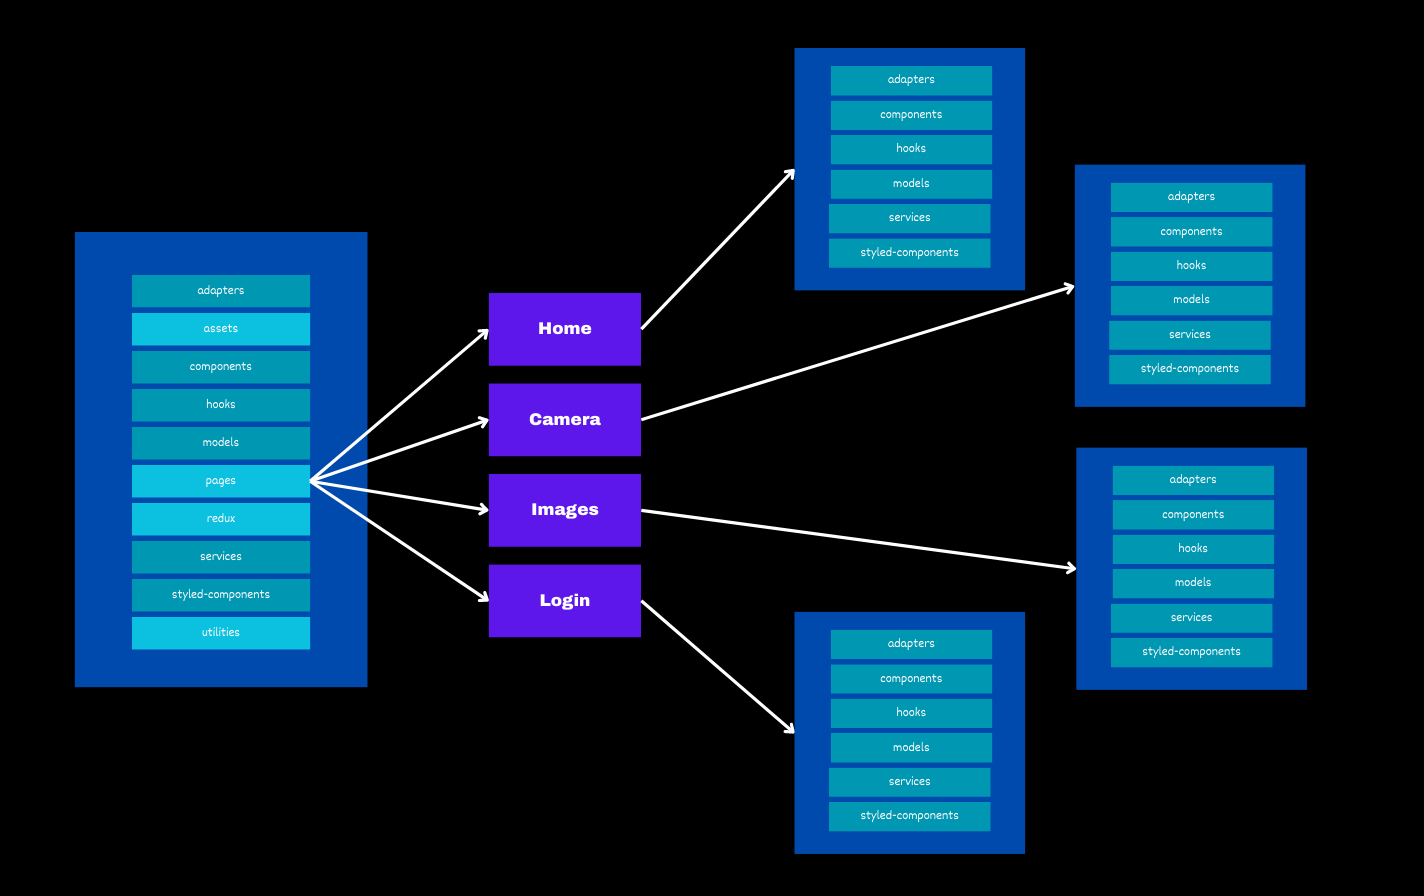 adapters
assets
components
hooks
models
pages
redux
services
styled-components
utilities
Home
Camera
Images
Login
adapters
components
hooks
models
services
styled-components
adapters
components
hooks
models
services
styled-components
adapters
components
hooks
models
services
styled-components
adapters
components
hooks
models
services
styled-components